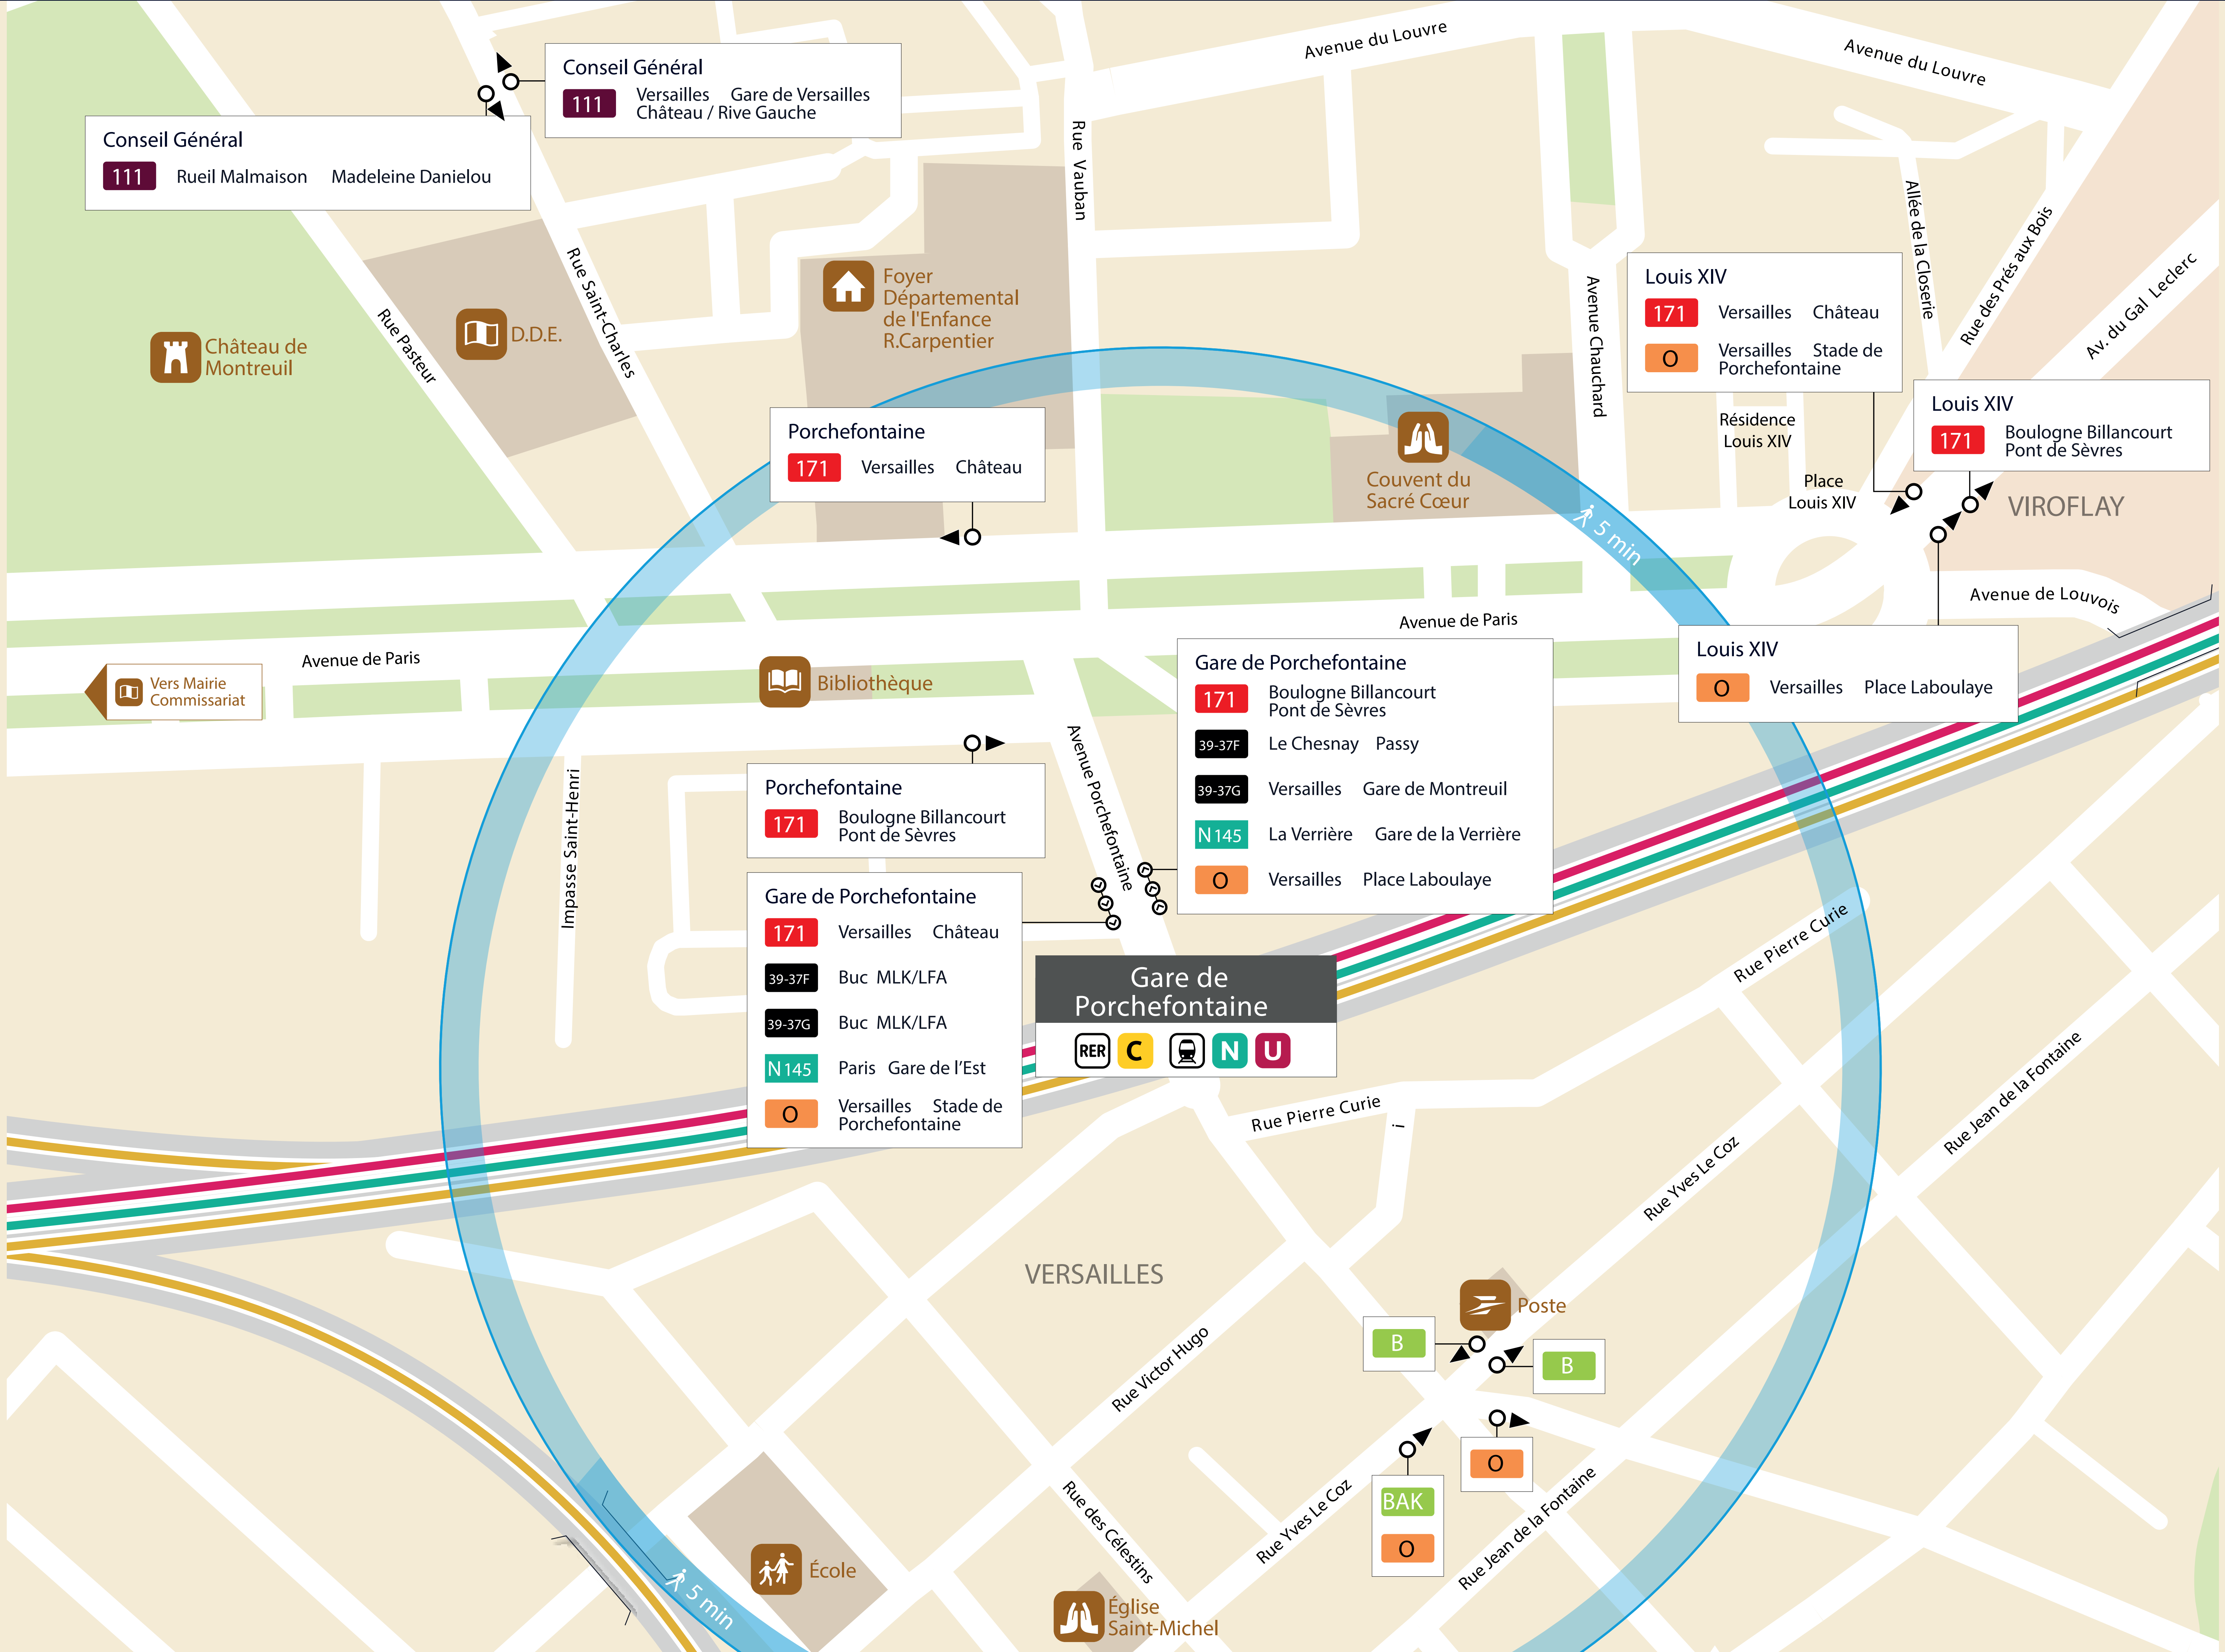 Conseil Général
111 Versailles Gare de Versailles
Château / Rive Gauche
Conseil Général
111 Rueil Malmaison Madeleine Danielou
Avenue du Louvre
Avenue du Louvre
Rue Vauban
Allée de la Closerie
Rue des Prés aux Bois
Av. du Gal Leclerc
Rue Saint-Charles
Rue Pasteur
Avenue Chauchard
Château de
Montreuil
D.D.E.
Foyer
Départemental
de l'Enfance
R.Carpentier
Louis XIV
171 Versailles Château
O Versailles Stade de
Porchefontaine
Louis XIV
171 Boulogne Billancourt
Pont de Sèvres
Résidence
Louis XIV
Place
Louis XIV
VIROFLAY
Porchefontaine
171 Versailles Château
Couvent du
Sacré Cœur
5 min
Avenue de Louvois
Avenue de Paris
Avenue de Paris
Vers Mairie
Commissariat
Bibliothèque
Louis XIV
O Versailles Place Laboulaye
Gare de Porchefontaine
171 Boulogne Billancourt
Pont de Sèvres
39-37F Le Chesnay Passy
39-37G Versailles Gare de Montreuil
N 145 La Verrière Gare de la Verrière
O Versailles Place Laboulaye
Avenue Porchefontaine
Impasse Saint-Henri
Porchefontaine
171 Boulogne Billancourt
Pont de Sèvres
Gare de Porchefontaine
171 Versailles Château
39-37F Buc MLK/LFA
39-37G Buc MLK/LFA
N 145 Paris Gare de l'Est
O Versailles Stade de
Porchefontaine
Gare de
Porchefontaine
RER C N U
Rue Pierre Curie
Rue Pierre Curie
i
Rue Jean de la Fontaine
Rue Yves Le Coz
VERSAILLES
Poste
B
B
Rue Victor Hugo
O
BAK
O
Rue Yves Le Coz
Rue Jean de la Fontaine
Rue des Célestins
École
5 min
Église
Saint-Michel